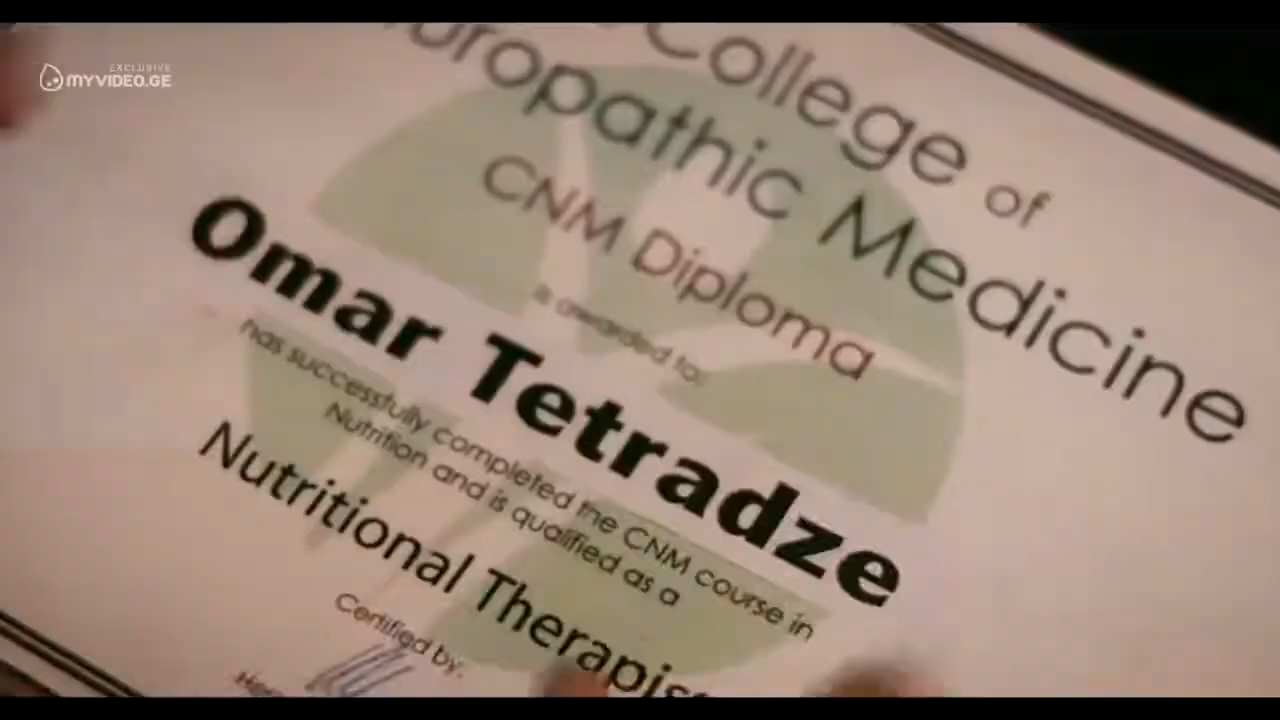 EXCLUSIVE
MYVIDEO.GE
College of
uropathic Medicine
CNM Diploma
is awarded to:
Omar Tetradze
has successfully completed the CNM course in
Nutrition and is qualified as a
Nutritional Therapis
Certified by: